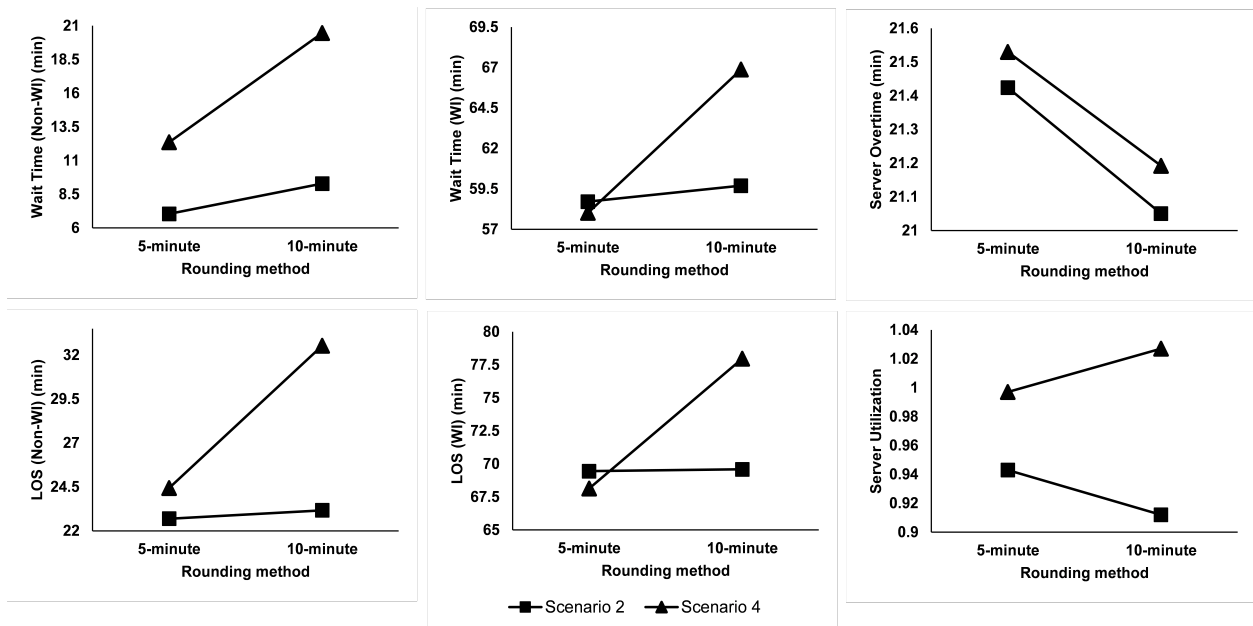 Wait Time (Non-WI) (min)
21
18.5
16
13.5
11
8.5
6
5-minute 10-minute
Rounding method
Wait Time (WI) (min)
69.5
67
64.5
62
59.5
57
5-minute 10-minute
Rounding method
Server Overtime (min)
21.6
21.5
21.4
21.3
21.2
21.1
21
5-minute 10-minute
Rounding method
LOS (Non-WI) (min)
32
29.5
27
24.5
22
5-minute 10-minute
Rounding method
LOS (WI) (min)
80
77.5
75
72.5
70
67.5
65
5-minute 10-minute
Rounding method
Server Utilization
1.04
1.02
1
0.98
0.96
0.94
0.92
0.9
5-minute 10-minute
Rounding method
Scenario 2 Scenario 4